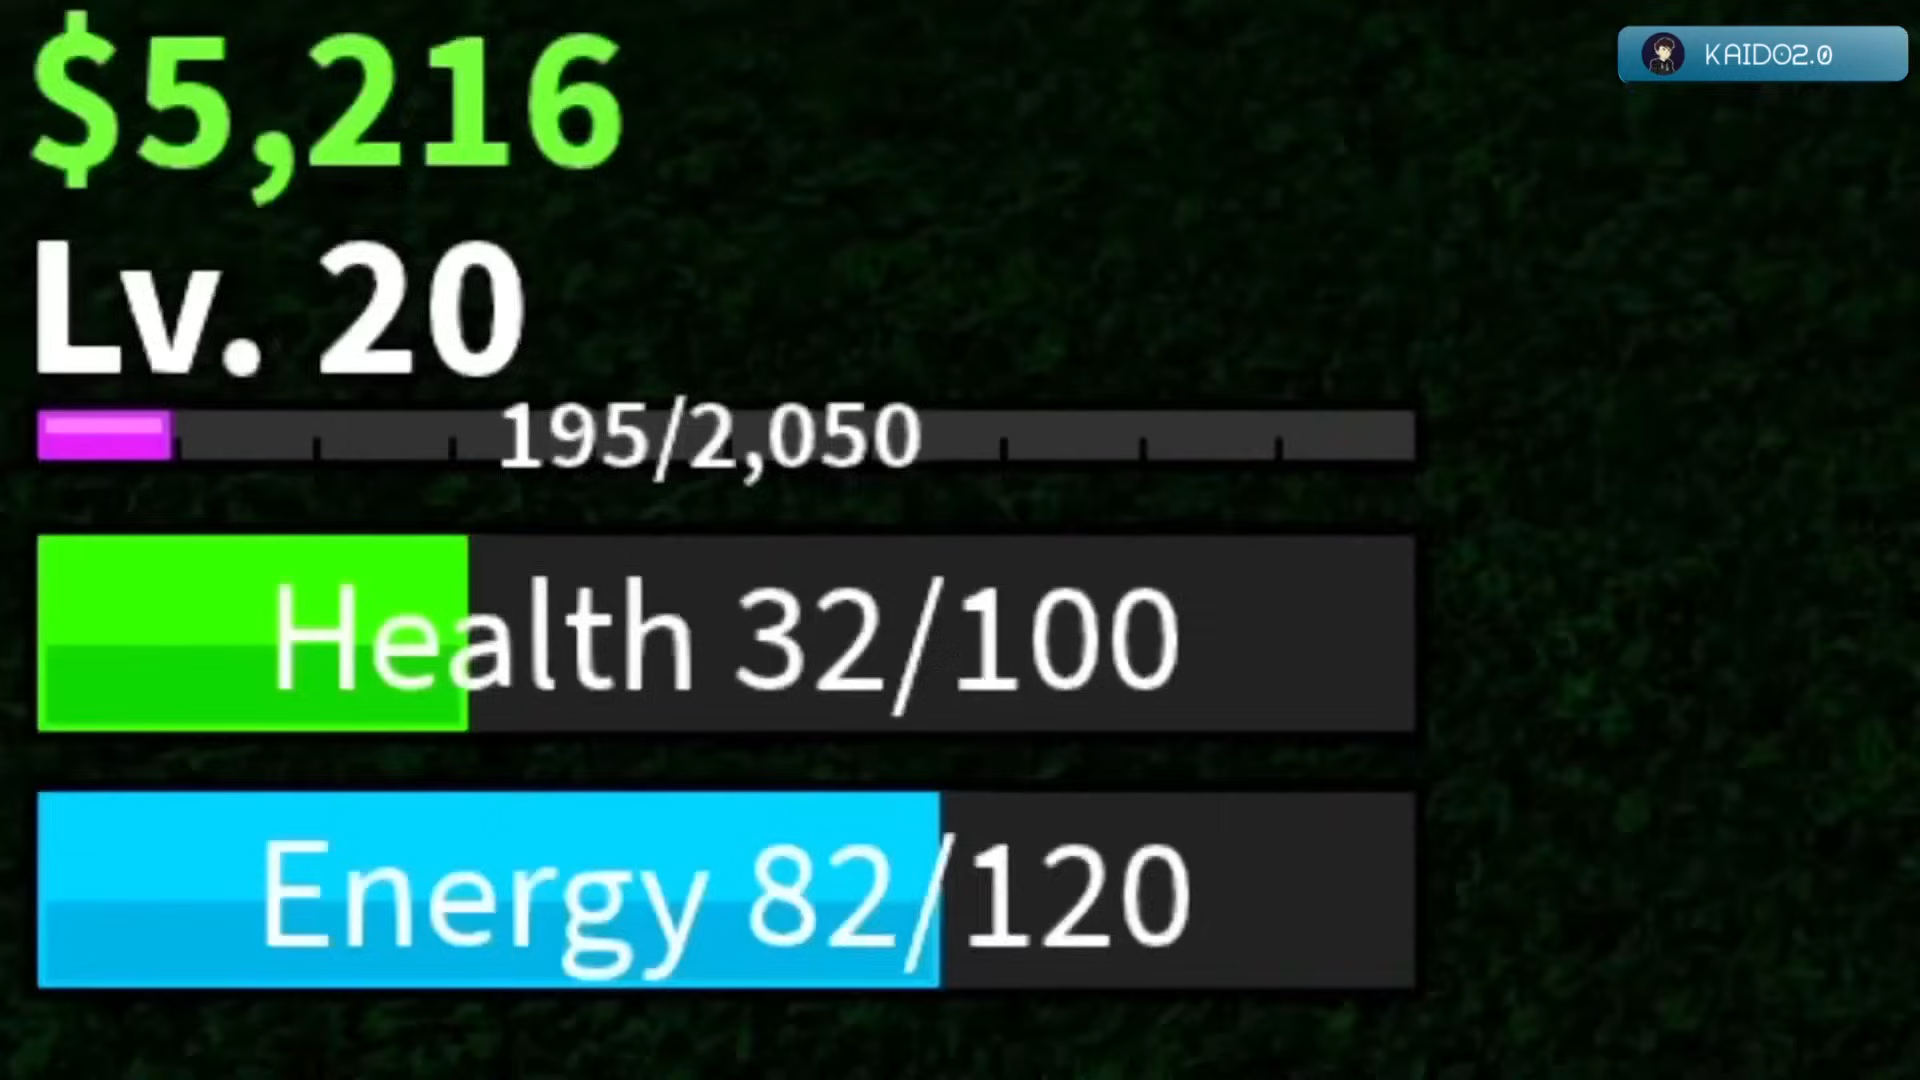 $5,216
KAIDO2.0
Lv. 20
195/2,050
Health 32/100
Energy 82/120